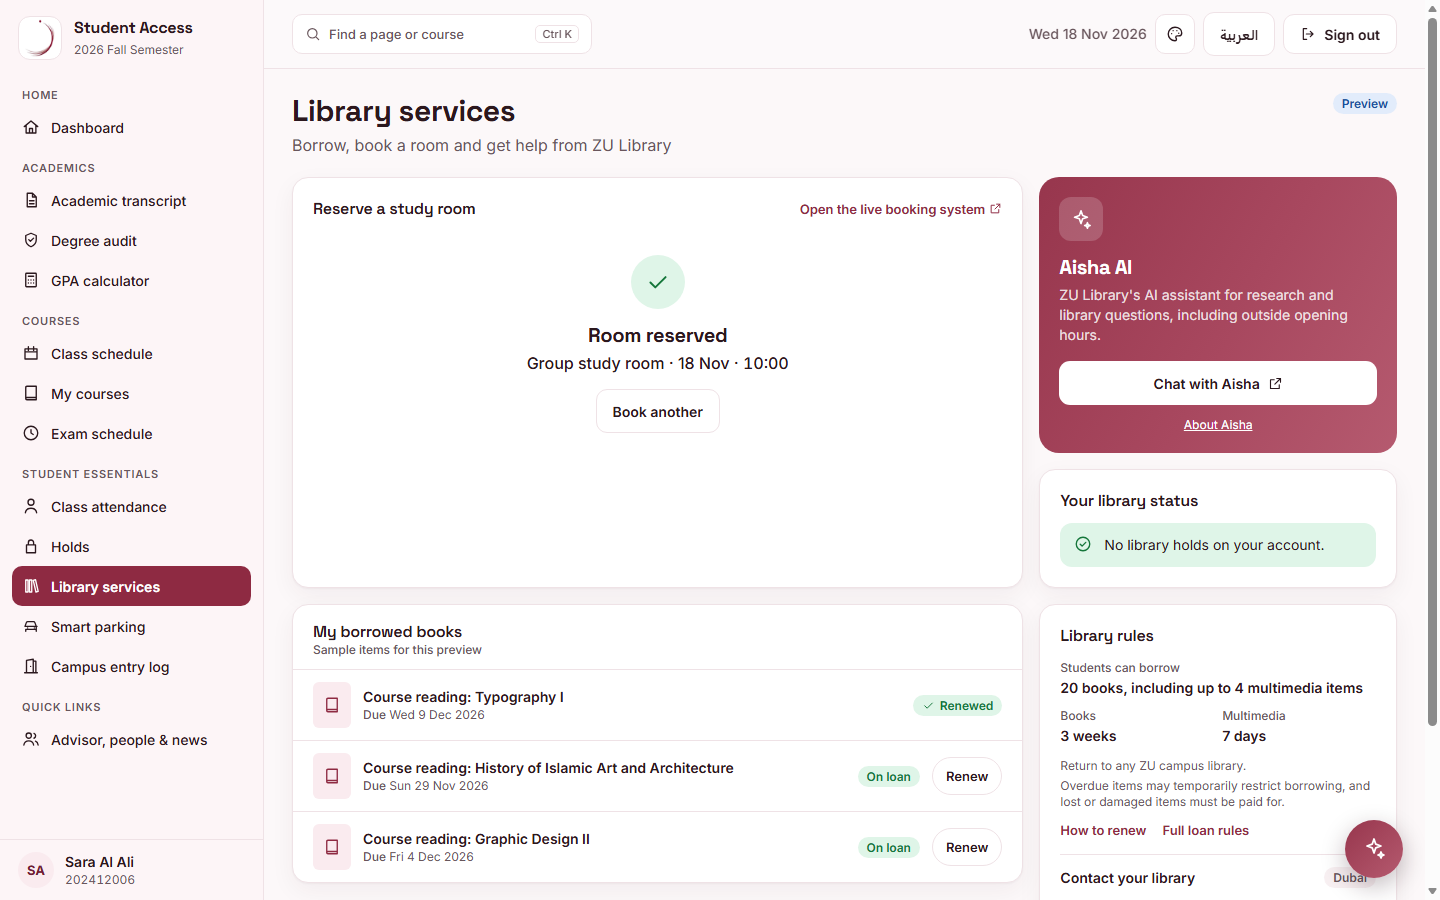 Student Access
2026 Fall Semester
HOME
Dashboard
ACADEMICS
Academic transcript
Degree audit
GPA calculator
COURSES
Class schedule
My courses
Exam schedule
STUDENT ESSENTIALS
Class attendance
Holds
Library services
Smart parking
Campus entry log
QUICK LINKS
Advisor, people & news
SA
Sara Al Ali
202412006
Find a page or course
Ctrl K
Wed 18 Nov 2026
العربية
Sign out
Library services
Borrow, book a room and get help from ZU Library
Preview
Reserve a study room
Open the live booking system
Room reserved
Group study room · 18 Nov · 10:00
Book another
Aisha AI
ZU Library's AI assistant for research and
library questions, including outside opening
hours.
Chat with Aisha
About Aisha
Your library status
No library holds on your account.
My borrowed books
Sample items for this preview
Course reading: Typography I
Due Wed 9 Dec 2026
Renewed
Course reading: History of Islamic Art and Architecture
Due Sun 29 Nov 2026
On loan
Renew
Course reading: Graphic Design II
Due Fri 4 Dec 2026
On loan
Renew
Library rules
Students can borrow
20 books, including up to 4 multimedia items
Books
3 weeks
Multimedia
7 days
Return to any ZU campus library.
Overdue items may temporarily restrict borrowing, and
lost or damaged items must be paid for.
How to renew
Full loan rules
Contact your library
Dubai